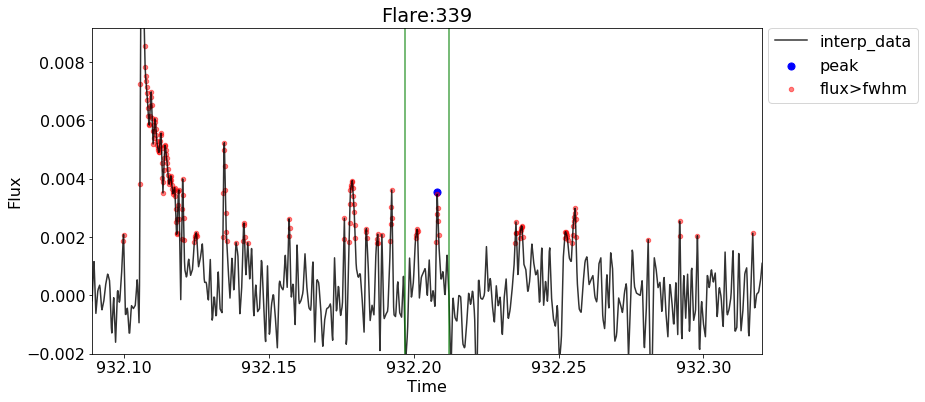 Flare:339
interp_data
peak
flux>fwhm
0.008
0.006
0.004
0.002
0.000
−0.002
Flux
932.10 932.15 932.20 932.25 932.30
Time